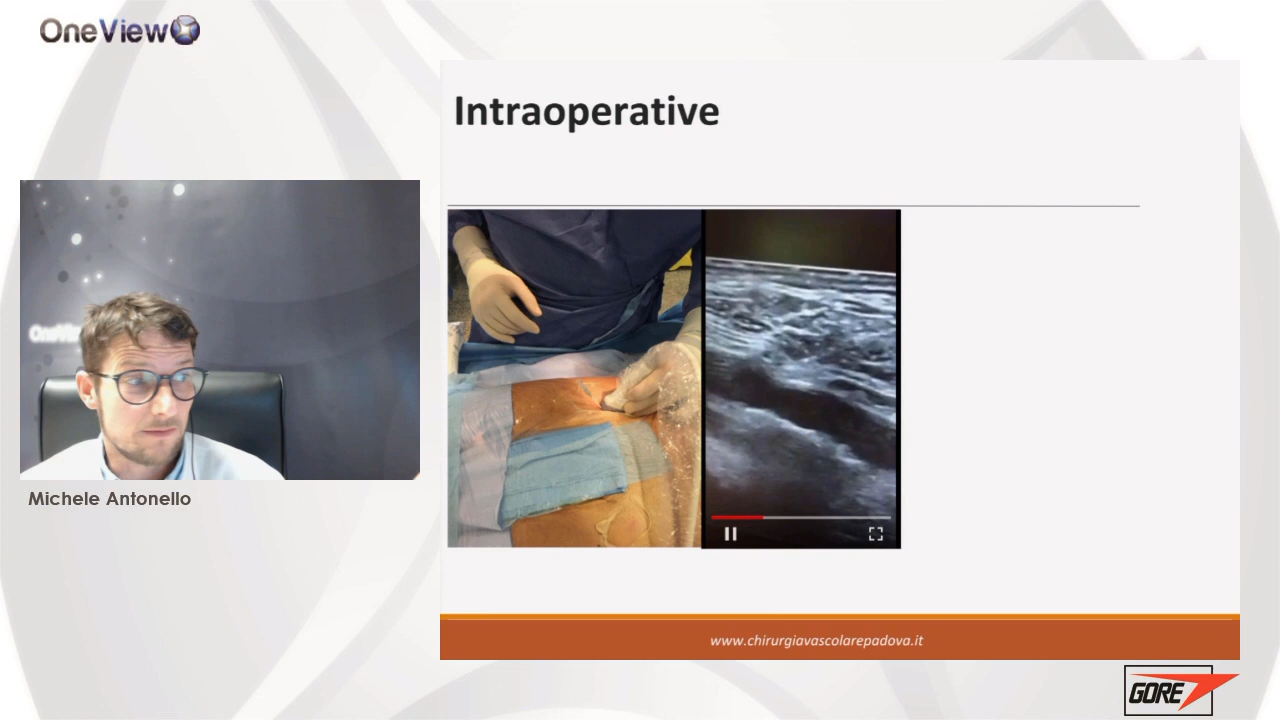 OneView
Intraoperative
Michele Antonello
www.chirurgiavascolarepadova.it
GORE